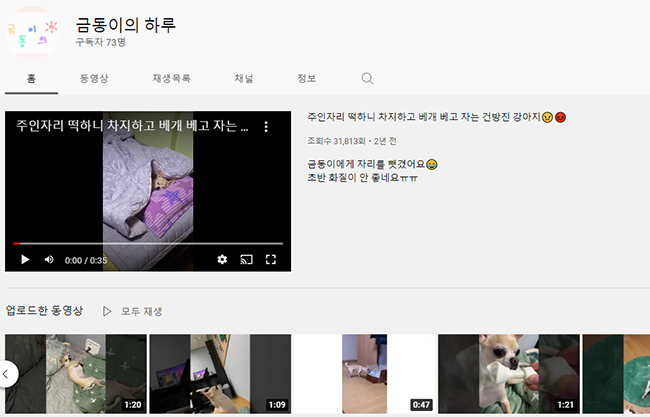 금동이의
금동이의 하루
구독자 73명
홈 동영상 재생목록 채널 정보
주인자리 떡하니 차지하고 베개 베고 자는 ...
0:00 / 0:35
주인자리 떡하니 차지하고 베개 베고 자는 건방진 강아지😠😡
조회수 31,813회 • 2년 전
금동이에게 자리를 뺏겼어요😂
초반 화질이 안 좋네요ㅠㅠ
업로드한 동영상 ▷ 모두 재생
1:20 1:09 0:47 1:21